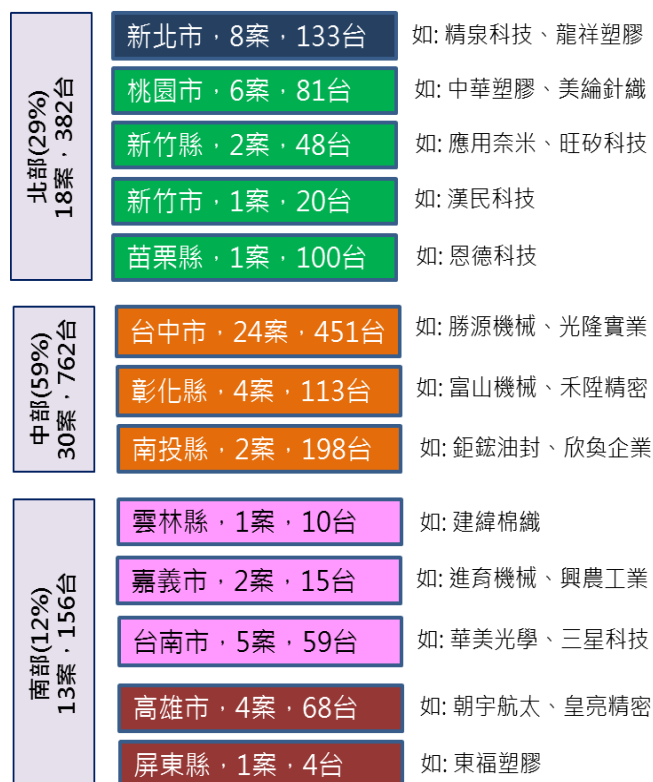 北部(29%)
18案，382台
新北市，8案，133台
如: 精泉科技、龍祥塑膠
桃園市，6案，81台
如: 中華塑膠、美綸針織
新竹縣，2案，48台
如: 應用奈米、旺矽科技
新竹市，1案，20台
如: 漢民科技
苗栗縣，1案，100台
如: 恩德科技
中部(59%)
30案，762台
台中市，24案，451台
如: 勝源機械、光隆實業
彰化縣，4案，113台
如: 富山機械、禾陞精密
南投縣，2案，198台
如: 鉅鋐油封、欣奐企業
南部(12%)
13案，156台
雲林縣，1案，10台
如: 建緯棉織
嘉義市，2案，15台
如: 進育機械、興農工業
台南市，5案，59台
如: 華美光學、三星科技
高雄市，4案，68台
如: 朝宇航太、皇亮精密
屏東縣，1案，4台
如: 東福塑膠